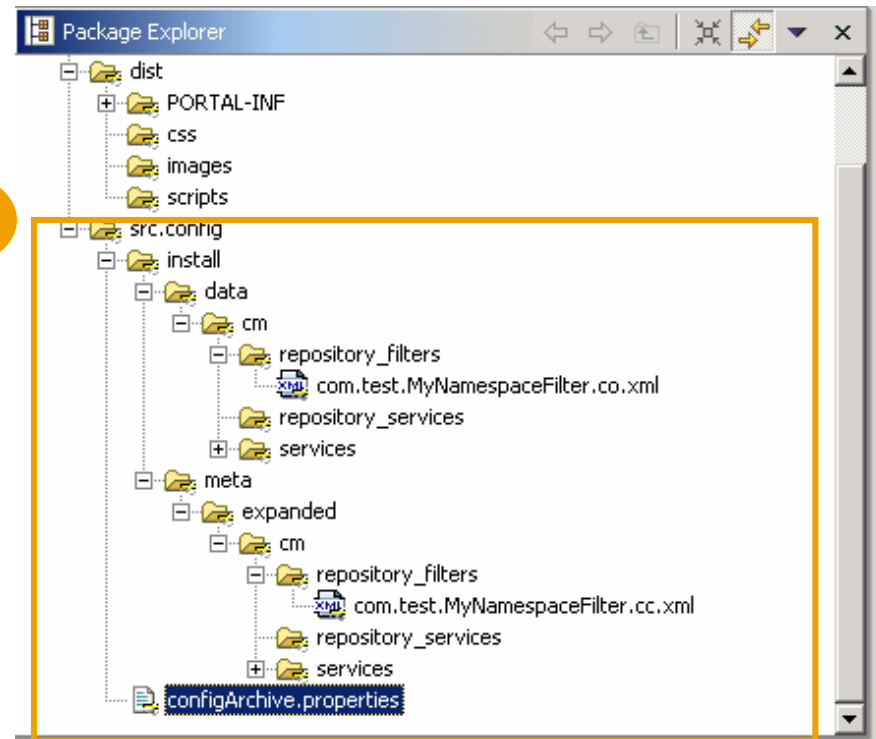 Package Explorer
dist
PORTAL-INF
css
images
scripts
src.config
install
data
cm
repository_filters
com.test.MyNamespaceFilter.co.xml
repository_services
services
meta
expanded
cm
repository_filters
com.test.MyNamespaceFilter.cc.xml
repository_services
services
configArchive.properties